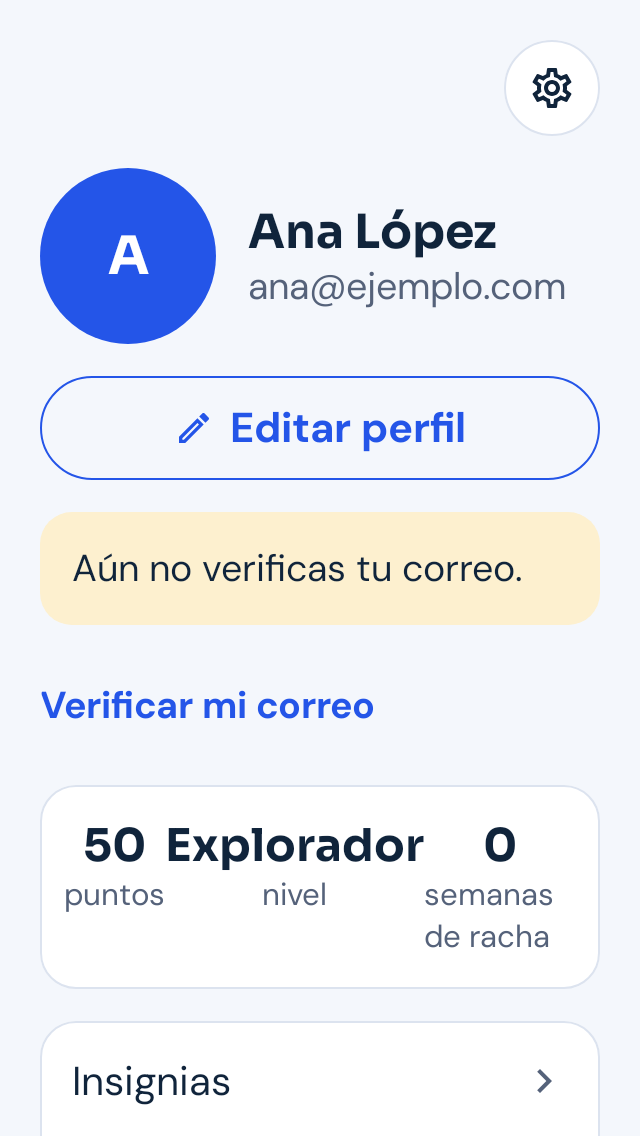 A
Ana López
ana@ejemplo.com
Editar perfil
Aún no verificas tu correo.
Verificar mi correo
50 Explorador 0
puntos nivel semanas
de racha
Insignias